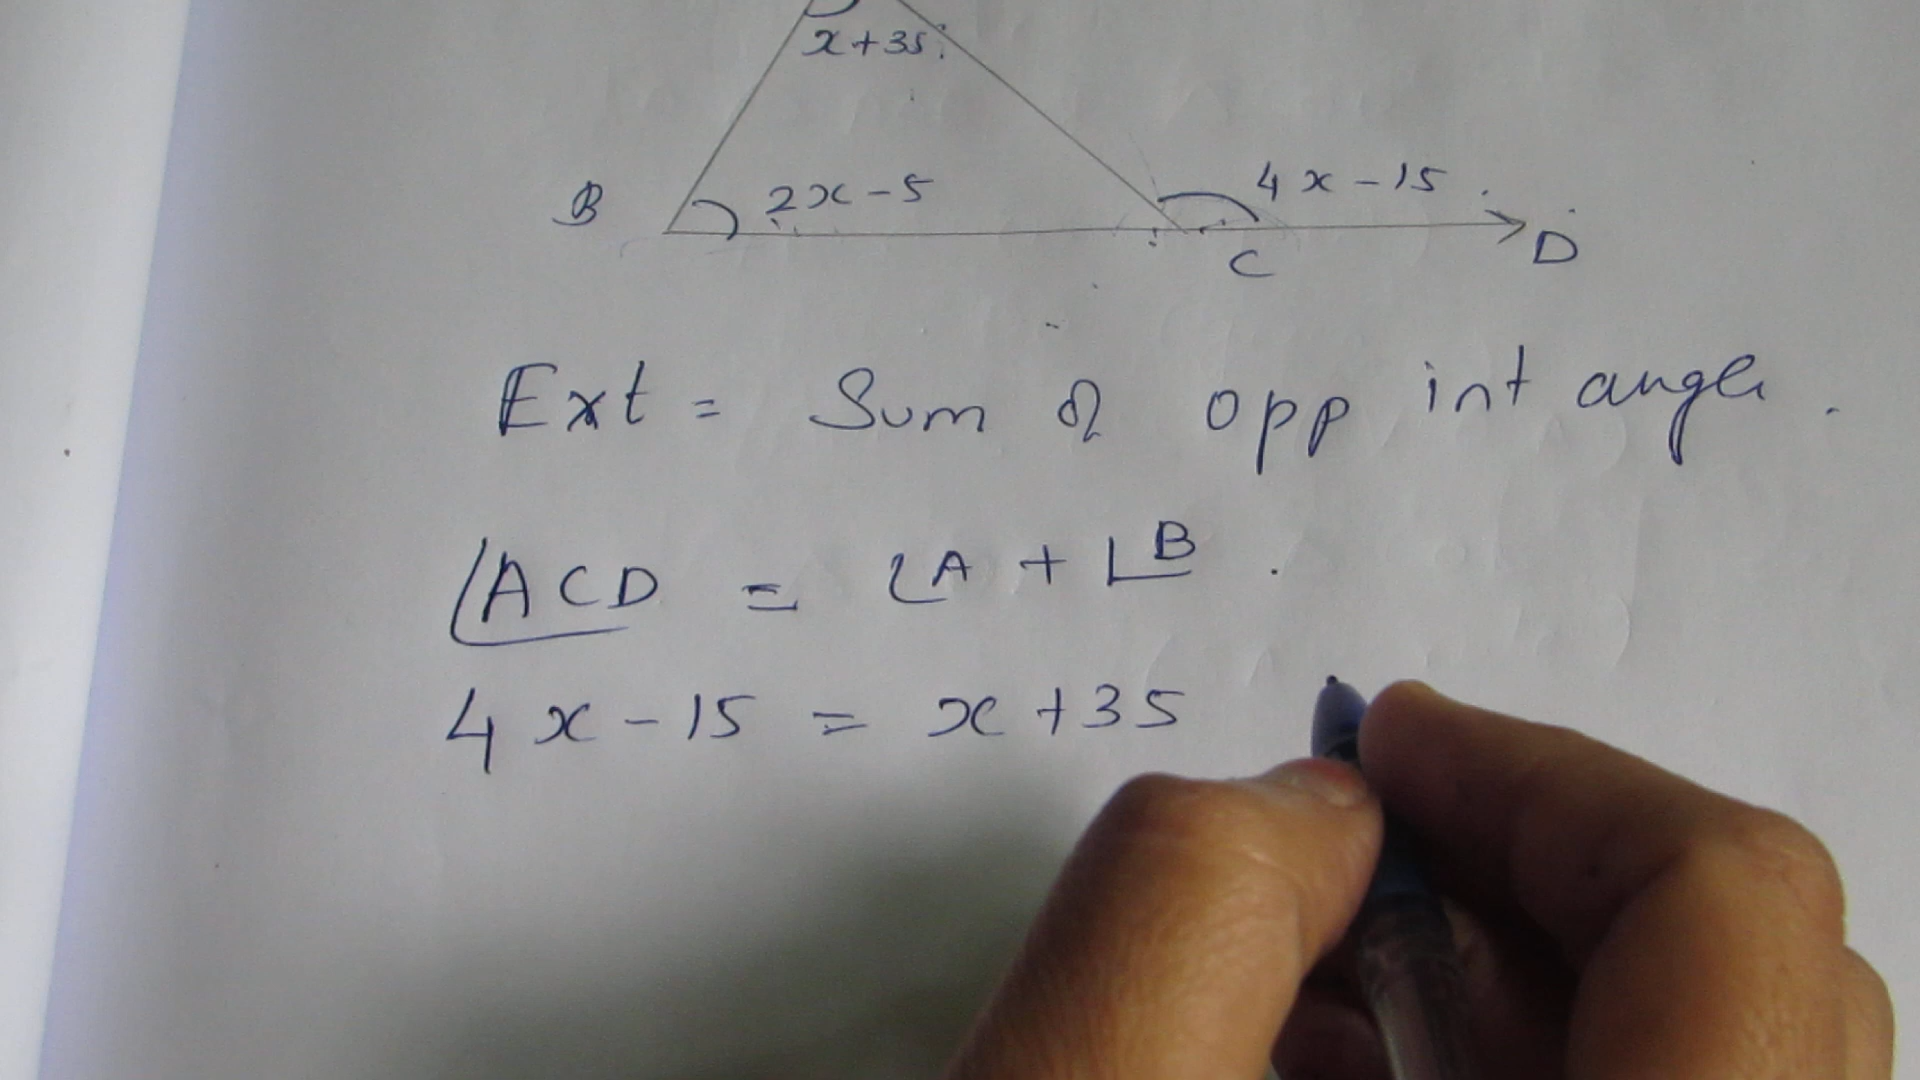 x+35
B
2x-5
4x-15
C
D
Ext = Sum of opp int angle.
∠ACD = ∠A + ∠B
4x-15 = x+35